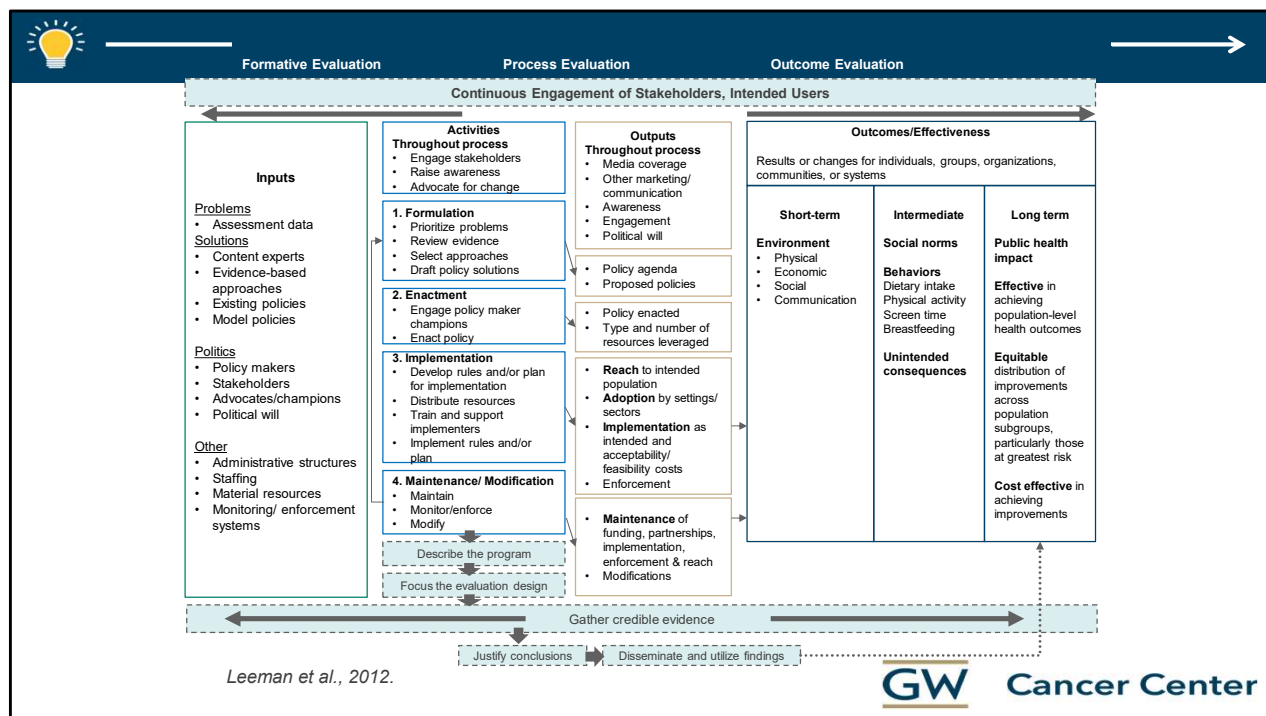 Formative Evaluation
Process Evaluation
Outcome Evaluation
Continuous Engagement of Stakeholders, Intended Users
Inputs
Problems
• Assessment data
Solutions
• Content experts
• Evidence-based
approaches
• Existing policies
• Model policies
Politics
• Policy makers
• Stakeholders
• Advocates/champions
• Political will
Other
• Administrative structures
• Staffing
• Material resources
• Monitoring/ enforcement
systems
Activities
Throughout process
• Engage stakeholders
• Raise awareness
• Advocate for change
1. Formulation
• Prioritize problems
• Review evidence
• Select approaches
• Draft policy solutions
2. Enactment
• Engage policy maker
champions
• Enact policy
3. Implementation
• Develop rules and/or plan
for implementation
• Distribute resources
• Train and support
implementers
• Implement rules and/or
plan
4. Maintenance/ Modification
• Maintain
• Monitor/enforce
• Modify
Describe the program
Focus the evaluation design
Outputs
Throughout process
• Media coverage
• Other marketing/
communication
• Awareness
• Engagement
• Political will
• Policy agenda
• Proposed policies
• Policy enacted
• Type and number of
resources leveraged
• Reach to intended
population
• Adoption by settings/
sectors
• Implementation as
intended and
acceptability/
feasibility costs
• Enforcement
• Maintenance of
funding, partnerships,
implementation,
enforcement & reach
• Modifications
Outcomes/Effectiveness
Results or changes for individuals, groups, organizations,
communities, or systems
Short-term
Environment
• Physical
• Economic
• Social
• Communication
Intermediate
Social norms
Behaviors
Dietary intake
Physical activity
Screen time
Breastfeeding
Unintended
consequences
Long term
Public health
impact
Effective in
achieving
population-level
health outcomes
Equitable
distribution of
improvements
across
population
subgroups,
particularly those
at greatest risk
Cost effective in
achieving
improvements
Gather credible evidence
Justify conclusions
Disseminate and utilize findings
Leeman et al., 2012.
GW Cancer Center